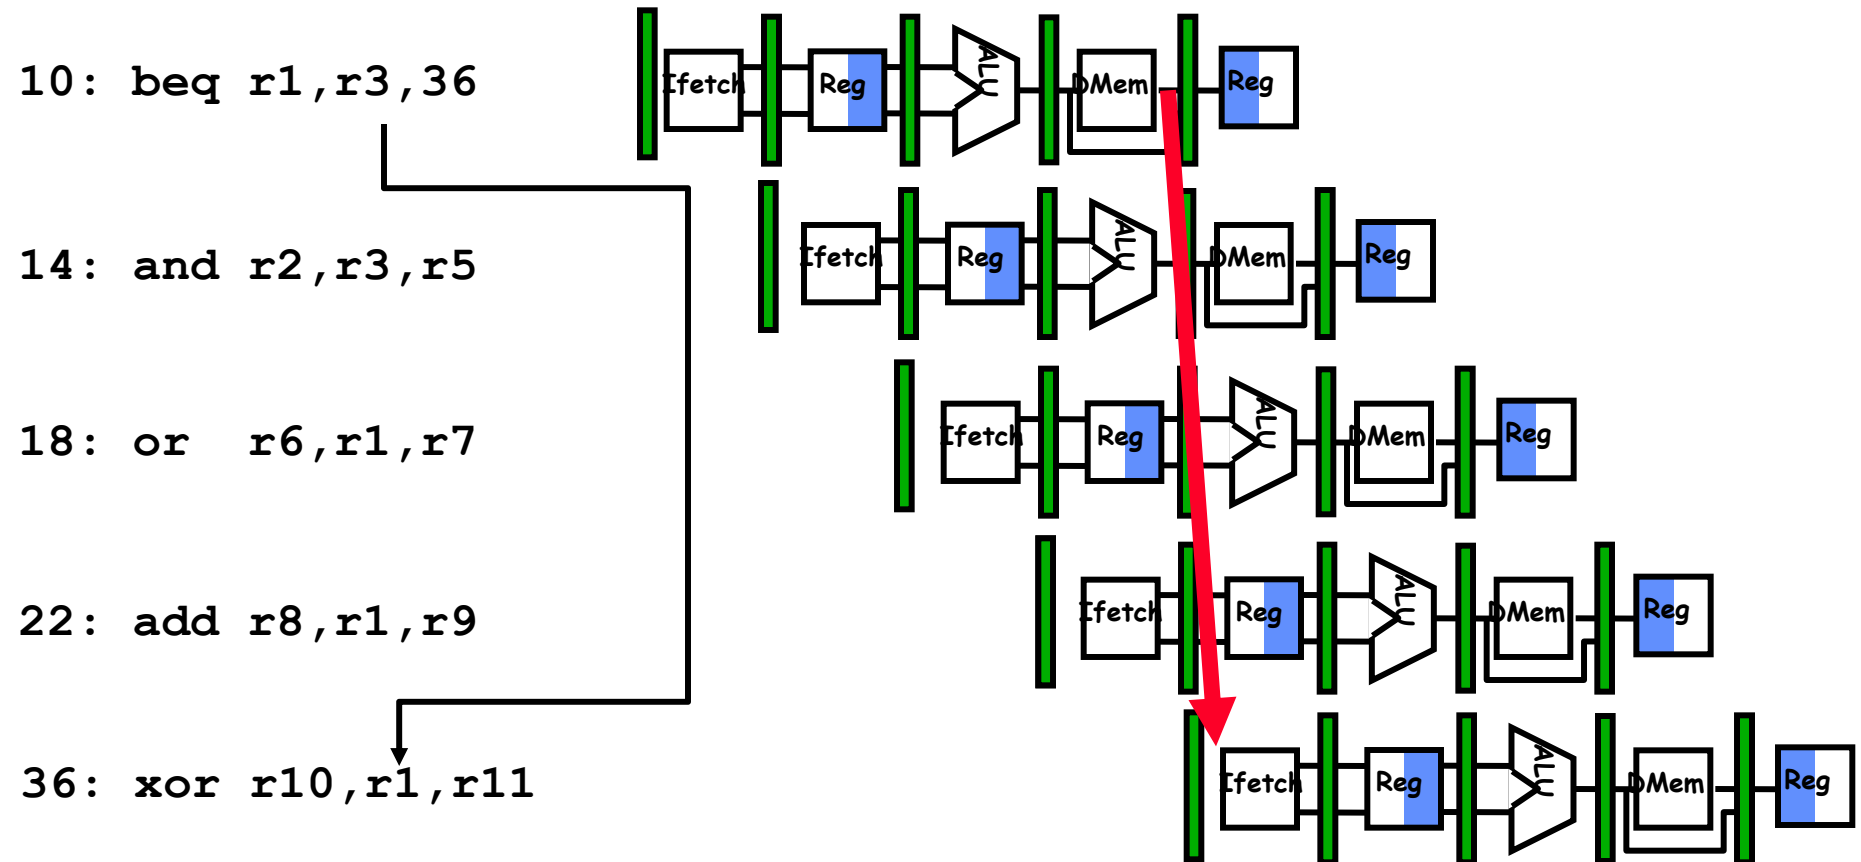 10: beq r1,r3,36 Ifetch Reg ALU DMem Reg
14: and r2,r3,r5 Ifetch Reg ALU DMem Reg
18: or r6,r1,r7 Ifetch Reg ALU DMem Reg
22: add r8,r1,r9 Ifetch Reg ALU DMem Reg
36: xor r10,r1,r11 Ifetch Reg ALU DMem Reg